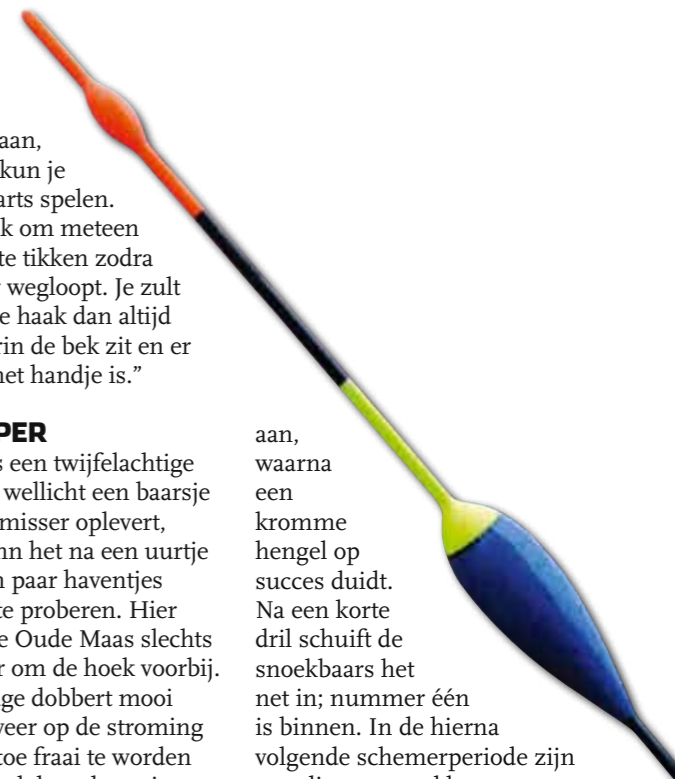 aan,
kun je
arts spelen.
k om meteen
te tikken zodra
wegloopt. Je zult
e haak dan altijd
rin de bek zit en er
het handje is.”
PER
s een twijfelachtige
wellicht een baarsje
misser oplevert,
nn het na een uurtje
n paar haventjes
te proberen. Hier
e Oude Maas slechts
r om de hoek voorbij.
ge dobbert mooi
weer op de stroming
toe fraai te worden
aan,
waarna
een
kromme
hengel op
succes duidt.
Na een korte
dril schuift de
snoekbaars het
net in; nummer één
is binnen. In de hierna
volgende schemerperiode zijn